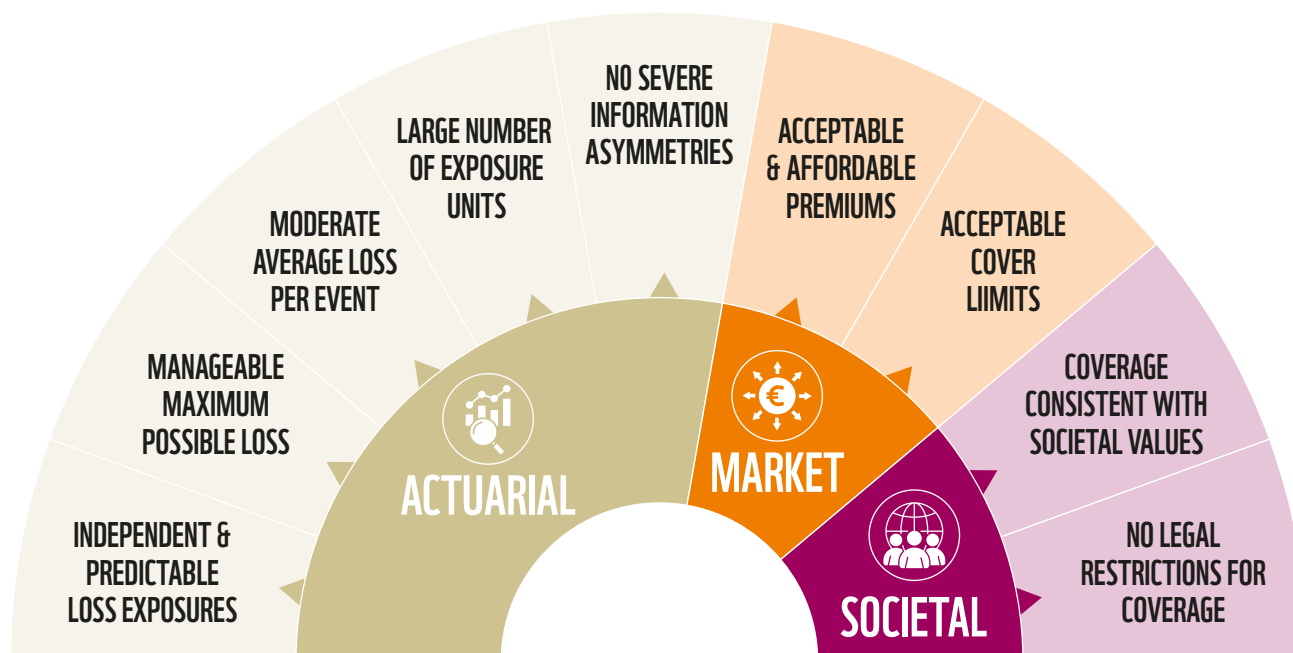 INDEPENDENT &
PREDICTABLE
LOSS EXPOSURES
MANAGEABLE
MAXIMUM
POSSIBLE LOSS
MODERATE
AVERAGE LOSS
PER EVENT
LARGE NUMBER
OF EXPOSURE
UNITS
NO SEVERE
INFORMATION
ASYMMETRIES
ACCEPTABLE
& AFFORDABLE
PREMIUMS
ACCEPTABLE
COVER
LIIMITS
COVERAGE
CONSISTENT WITH
SOCIETAL VALUES
NO LEGAL
RESTRICTIONS FOR
COVERAGE
ACTUARIAL
€
MARKET
SOCIETAL